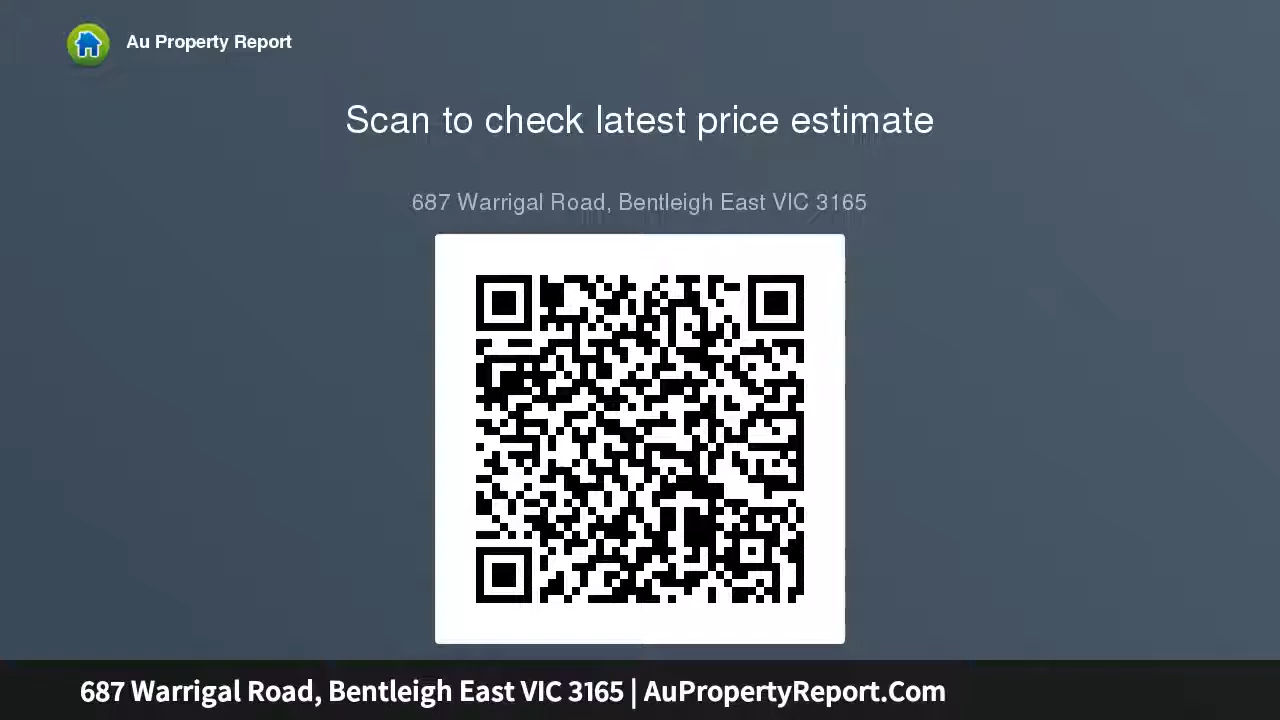 Au Property Report
Scan to check latest price estimate
687 Warrigal Road, Bentleigh East VIC 3165
687 Warrigal Road, Bentleigh East VIC 3165 | AuPropertyReport.Com